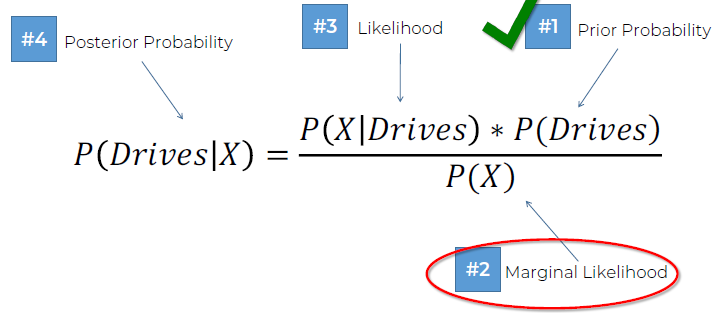 #4 Posterior Probability
#3 Likelihood
#1 Prior Probability
P(Drives|X) = P(X|Drives) ∗ P(Drives)
P(X)
#2 Marginal Likelihood